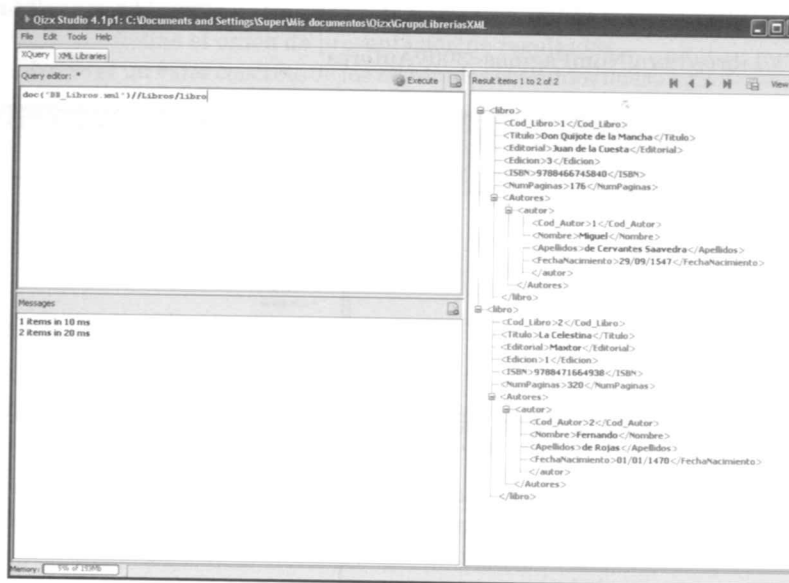 Qizx Studio 4.1p1: C:\Documents and Settings\Super\Mis documentos\Qizx\GrupoLibreriasXML
File Edit Tools Help
XQuery XML Libraries
Query editor: *
Execute
doc('BB_Libros.xml')//Libros/libro
Messages
1 items in 10 ms
2 items in 20 ms
Result items 1 to 2 of 2
View
<libro>
<Cod_Libro>1</Cod_Libro>
<Titulo>Don Quijote de la Mancha</Titulo>
<Editorial>Juan de la Cuesta</Editorial>
<Edicion>3</Edicion>
<ISBN>9788466745840</ISBN>
<NumPaginas>176</NumPaginas>
<Autores>
<autor>
<Cod_Autor>1</Cod_Autor>
<Nombre>Miguel</Nombre>
<Apellidos>de Cervantes Saavedra</Apellidos>
<FechaNacimiento>29/09/1547</FechaNacimiento>
</autor>
</Autores>
</libro>
<libro>
<Cod_Libro>2</Cod_Libro>
<Titulo>La Celestina</Titulo>
<Editorial>Maxtor</Editorial>
<Edicion>1</Edicion>
<ISBN>9788471664938</ISBN>
<NumPaginas>320</NumPaginas>
<Autores>
<autor>
<Cod_Autor>2</Cod_Autor>
<Nombre>Fernando</Nombre>
<Apellidos>de Rojas</Apellidos>
<FechaNacimiento>01/01/1470</FechaNacimiento>
</autor>
</Autores>
</libro>
Memory: